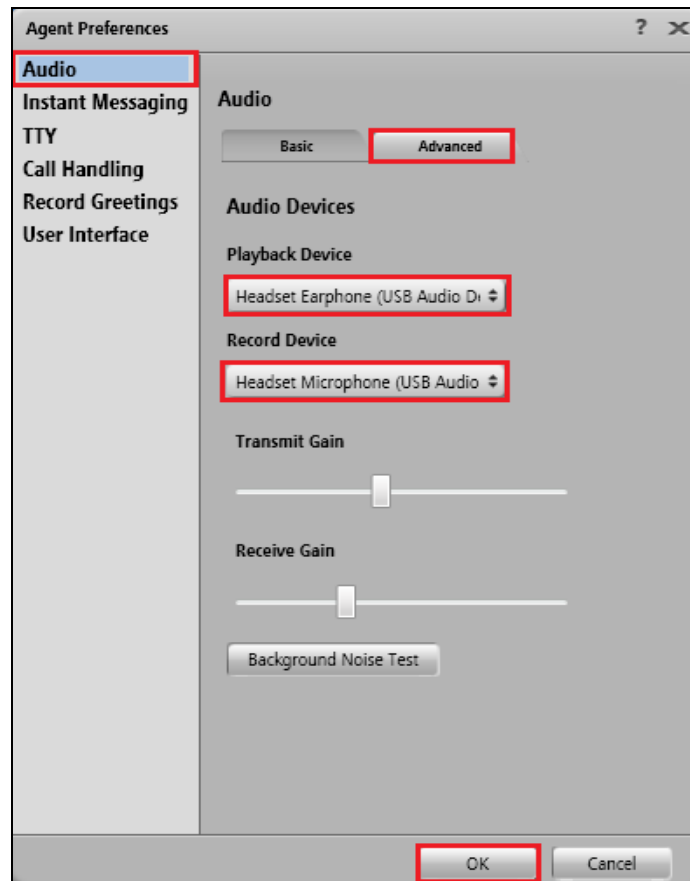 Agent Preferences
?
Audio
Instant Messaging
TTY
Call Handling
Record Greetings
User Interface
Audio
Basic
Advanced
Audio Devices
Playback Device
Headset Earphone (USB Audio D
Record Device
Headset Microphone (USB Audio
Transmit Gain
Receive Gain
Background Noise Test
OK
Cancel